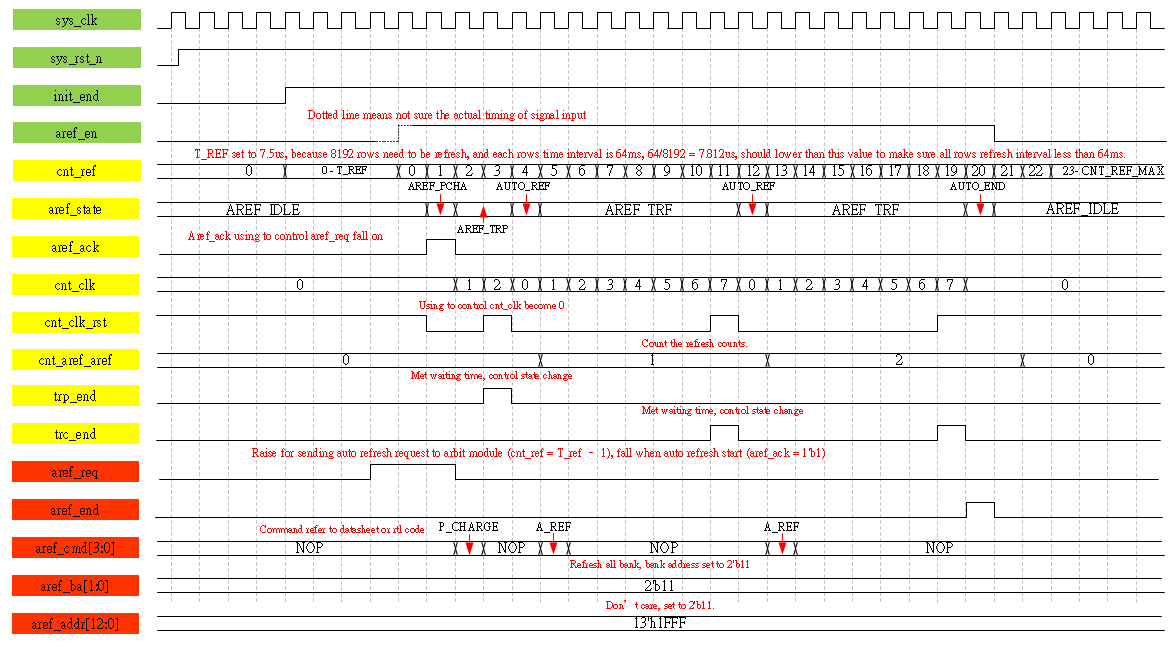 sys_clk
sys_rst_n
init_end
Dotted line means not sure the actual timing of signal input
aref_en
T_REF set to 7.5us, because 8192 rows need to be refresh, and each rows time interval is 64ms, 64/8192 = 7.812us, should lower than this value to make sure all rows refresh interval less than 64ms.
cnt_ref 0 0 - T_REF 0 1 2 3 4 5 6 7 8 9 10 11 12 13 14 15 16 17 18 19 20 21 22 23- CNT_REF_MAX
AREF_PCHA AUTO_REF AUTO_REF AUTO_END
aref_state AREF_IDLE AREF_TRF AREF_TRF AREF_IDLE
AREF_TRP
Aref_ack using to control aref_req fall on
aref_ack
cnt_clk 0 1 2 0 1 2 3 4 5 6 7 0 1 2 3 4 5 6 7 0
Using to control cnt_clk become 0
cnt_clk_rst
Count the refresh counts.
cnt_aref_aref 0 1 2 0
Met waiting time, control state change
trp_end
Met waiting time, control state change
trc_end
Raise for sending auto refresh request to arbit module (cnt_ref = T_ref - 1), fall when auto refresh start (aref_ack = 1'b1)
aref_req
aref_end
Command refer to datasheet or rtl code P_CHARGE A_REF A_REF
aref_cmd[3:0] NOP NOP NOP NOP
Refresh all bank, bank address set to 2'b11
aref_ba[1:0] 2'b11
Don't care, set to 2'b11.
aref_addr[12:0] 13'h1FFF